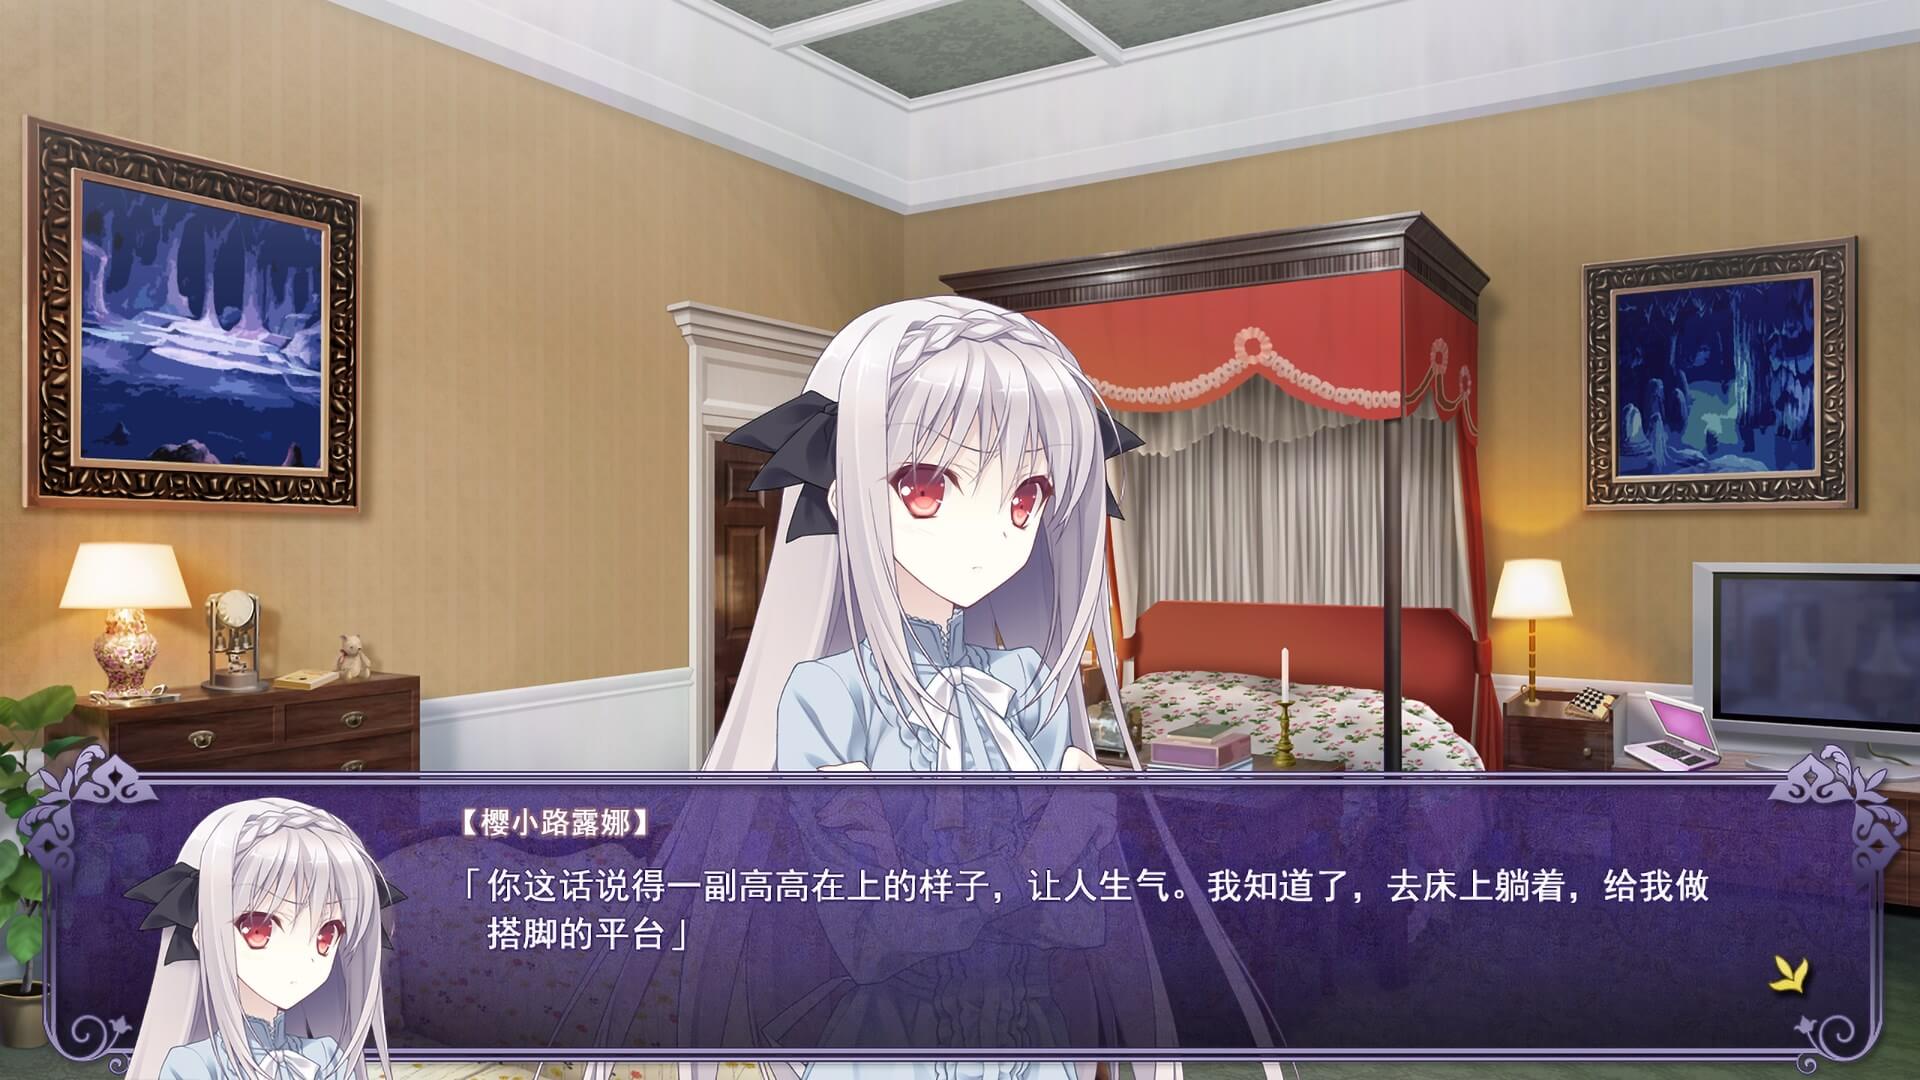 【樱小路露娜】
「你这话说得一副高高在上的样子，让人生气。我知道了，去床上躺着，给我做
搭脚的平台」